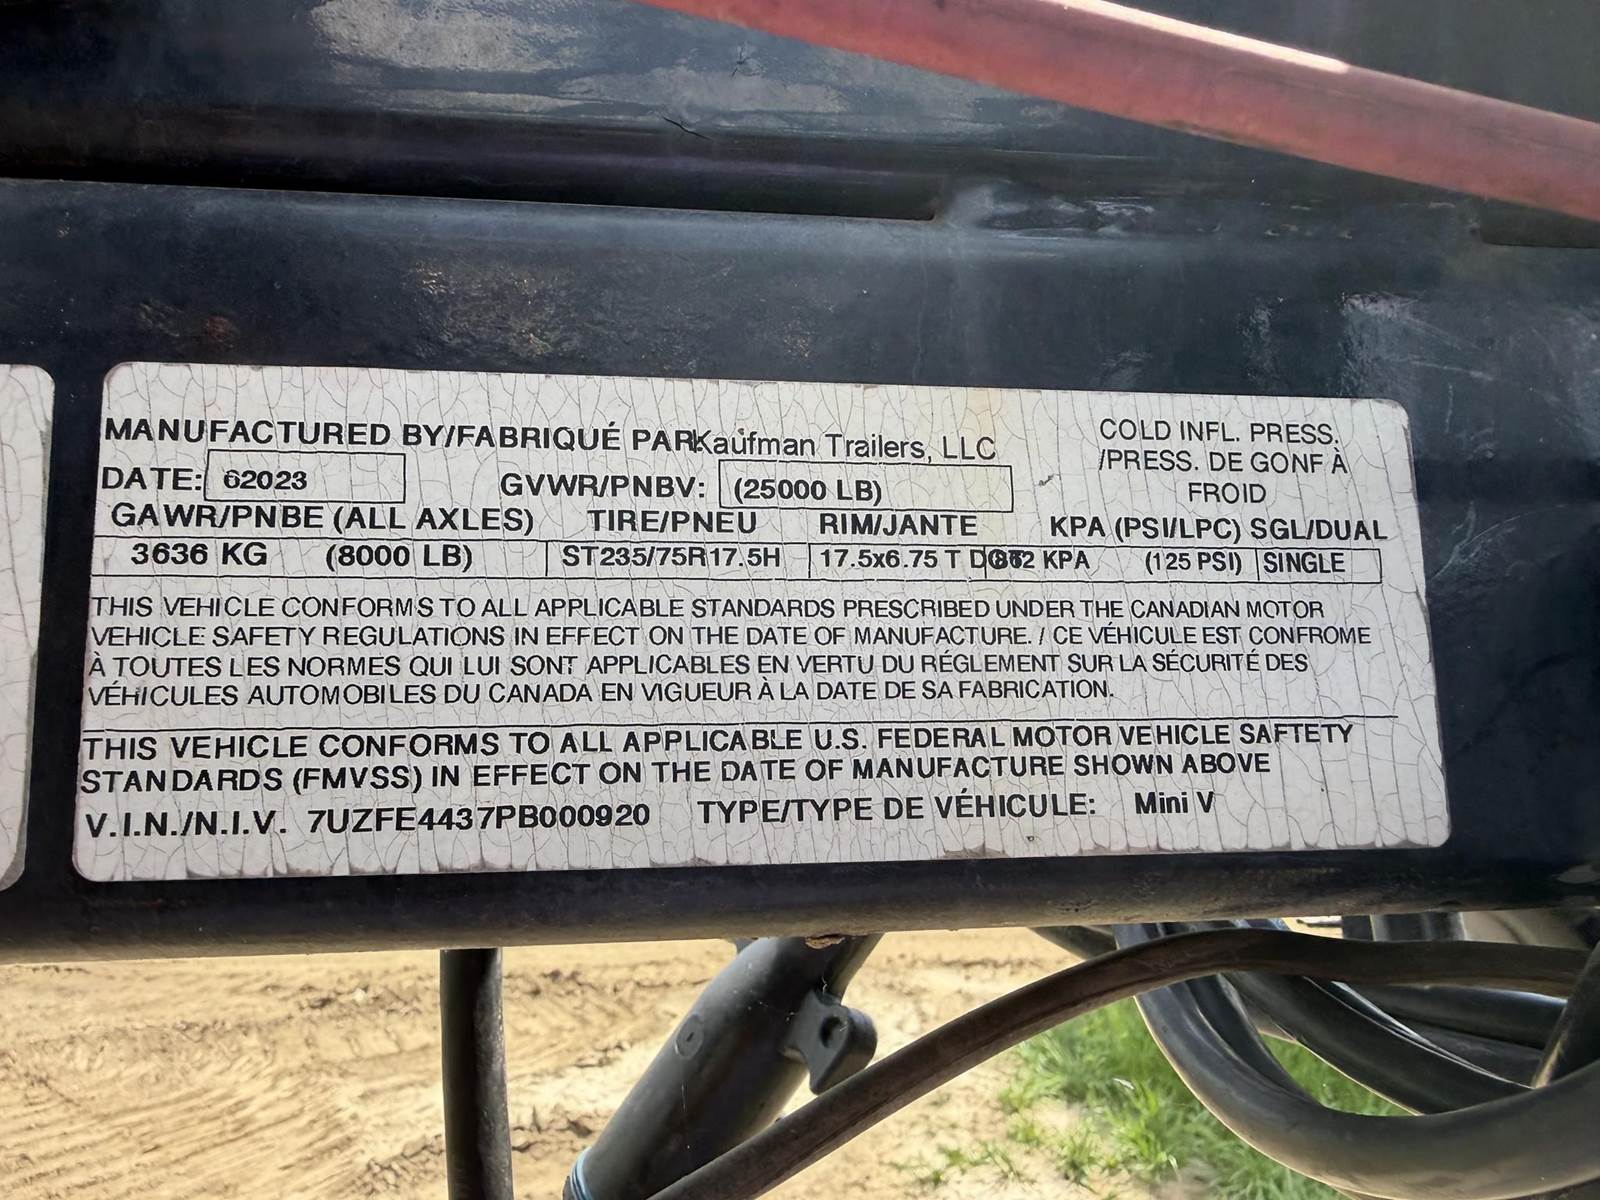 MANUFACTURED BY/FABRIQUÉ PAR Kaufman Trailers, LLC
COLD INFL. PRESS.
/PRESS. DE GONF À
FROID
DATE: 62023 GVWR/PNBV: (25000 LB)
GAWR/PNBE (ALL AXLES) TIRE/PNEU RIM/JANTE KPA (PSI/LPC) SGL/DUAL
3636 KG (8000 LB) ST235/75R17.5H 17.5x6.75 T KPA (125 PSI) SINGLE
THIS VEHICLE CONFORMS TO ALL APPLICABLE STANDARDS PRESCRIBED UNDER THE CANADIAN MOTOR
VEHICLE SAFETY REGULATIONS IN EFFECT ON THE DATE OF MANUFACTURE. / CE VÉHICULE EST CONFROME
À TOUTES LES NORMES QUI LUI SONT APPLICABLES EN VERTU DU RÉGLEMENT SUR LA SÉCURITÉ DES
VÉHICULES AUTOMOBILES DU CANADA EN VIGUEUR À LA DATE DE SA FABRICATION.
THIS VEHICLE CONFORMS TO ALL APPLICABLE U.S. FEDERAL MOTOR VEHICLE SAFTETY
STANDARDS (FMVSS) IN EFFECT ON THE DATE OF MANUFACTURE SHOWN ABOVE
V.I.N./N.I.V. 7UZFE4437PB000920 TYPE/TYPE DE VÉHICULE: Mini V